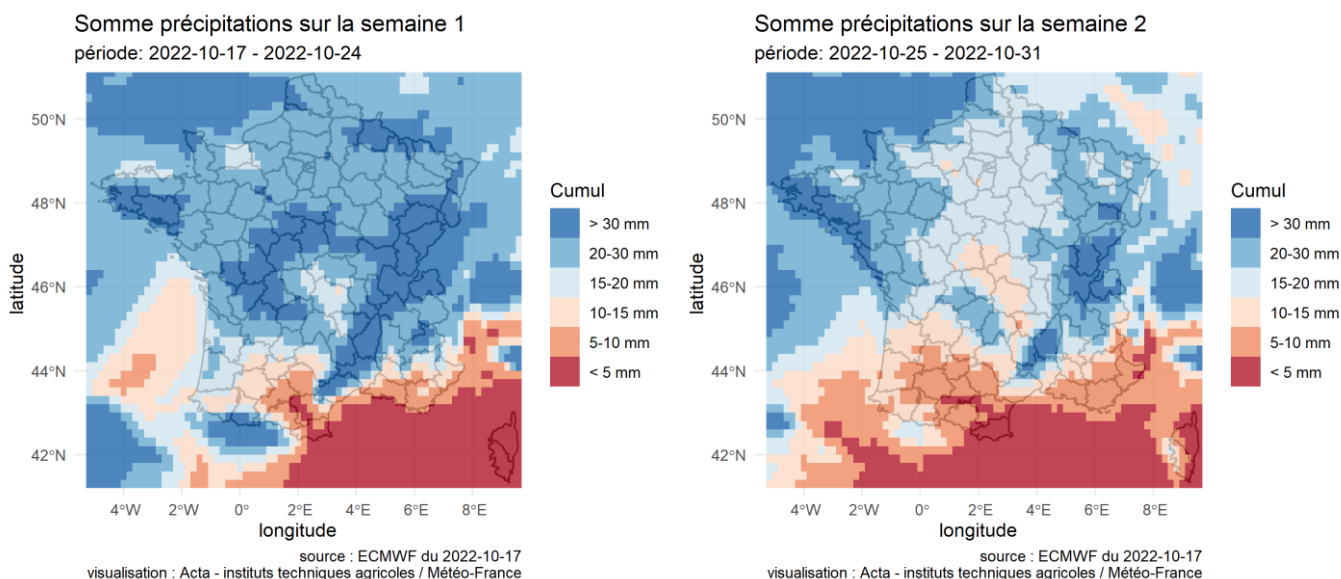 Somme précipitations sur la semaine 1
période: 2022-10-17 - 2022-10-24
50°N
48°N
46°N
44°N
42°N
latitude
4°W
2°W
0°
2°E
4°E
6°E
8°E
longitude
Cumul
> 30 mm
20-30 mm
15-20 mm
10-15 mm
5-10 mm
< 5 mm
source : ECMWF du 2022-10-17
visualisation : Acta - instituts techniques agricoles / Météo-France
Somme précipitations sur la semaine 2
période: 2022-10-25 - 2022-10-31
50°N
48°N
46°N
44°N
42°N
latitude
4°W
2°W
0°
2°E
4°E
6°E
8°E
longitude
Cumul
> 30 mm
20-30 mm
15-20 mm
10-15 mm
5-10 mm
< 5 mm
source : ECMWF du 2022-10-17
visualisation : Acta - instituts techniques agricoles / Météo-France